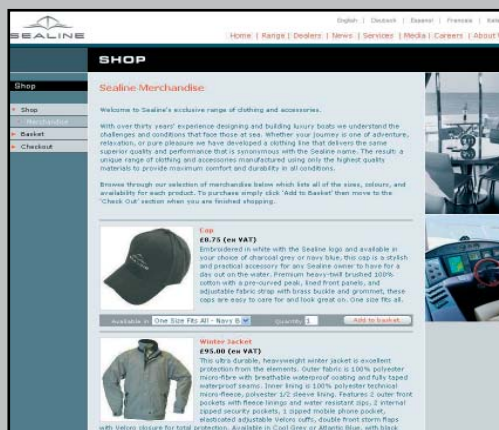 English | Deutsch | Espanol | Francais | Itali
SEALINE
Home | Range | Dealers | News | Services | Media | Careers | About
SHOP
Shop
Shop
Merchandise
Basket
Checkout
Sealine Merchandise
Welcome to Sealine's exclusive range of clothing and accessories.
With over thirty years' experience designing and building luxury boats we understand the
challenges and conditions that face those at sea. Whether your journey is one of adventure,
relaxation, or pure pleasure we have developed a clothing line that delivers the same
superior quality and performance that is synonymous with the Sealine name. The result: a
unique range of clothing and accessories manufactured using only the highest quality
materials to provide maximum comfort and durability in all conditions.
Browse through our selection of merchandise below which lists all of the sizes, colours, and
availability for each product. To purchase simply click 'Add to Basket' then move to the
'Check Out' section when you are finished shopping.
Cap
£8.75 (ex VAT)
Embroidered in white with the Sealine logo and available in
your choice of charcoal grey or navy blue, this cap is a stylish
and practical accessory for any Sealine owner to have for a
day out on the water. Premium heavy-twill brushed 100%
cotton with a pre-curved peak, lined front panels, and
adjustable fabric strap with brass buckle and grommet, these
caps are easy to care for and look great on. One size fits all.
Available in One Size Fits All - Navy B Quantity 1 Add to basket
Winter Jacket
£95.00 (ex VAT)
This ultra durable, heavyweight winter jacket is excellent
protection from the elements. Outer fabric is 100% polyester
micro-fibre with breathable waterproof coating and fully taped
waterproof seams. Inner lining is 100% polyester technical
micro-fleece, polyester 1/2 sleeve lining. Features 2 outer front
pockets with fleece linings and water resistant zips, 2 internal
zipped security pockets, 1 zipped mobile phone pocket,
elasticated adjustable Velcro cuffs, double front storm flaps
with Velcro closure for total protection. Available in Cool Grey or Atlantic Blue, with black